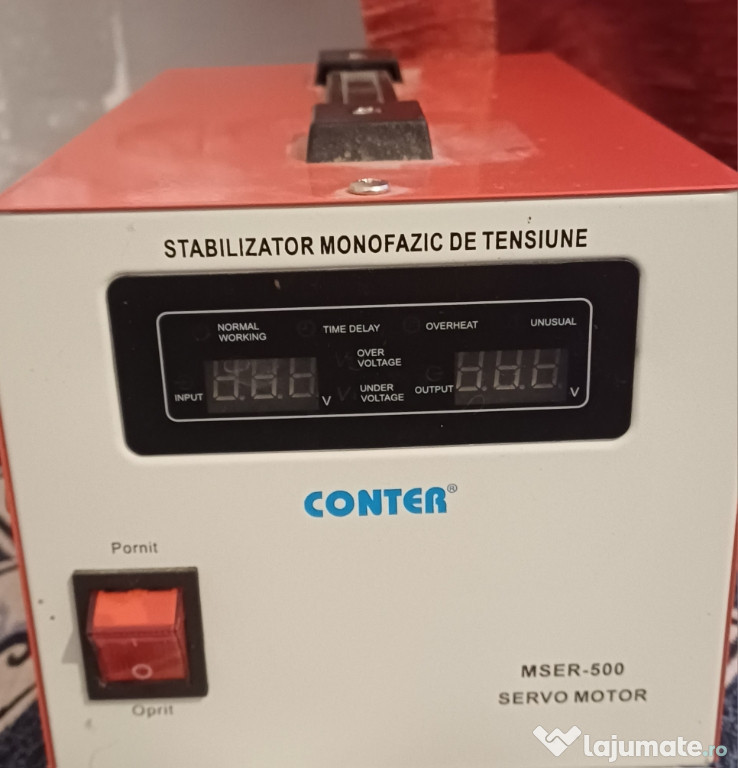 STABILIZATOR MONOFAZIC DE TENSIUNE
NORMAL
WORKING
TIME DELAY
OVERHEAT
UNUSUAL
OVER
VOLTAGE
INPUT
V
UNDER
VOLTAGE
OUTPUT
V
CONTER®
Pornit
Oprit
MSER-500
SERVO MOTOR
lajumate.ro